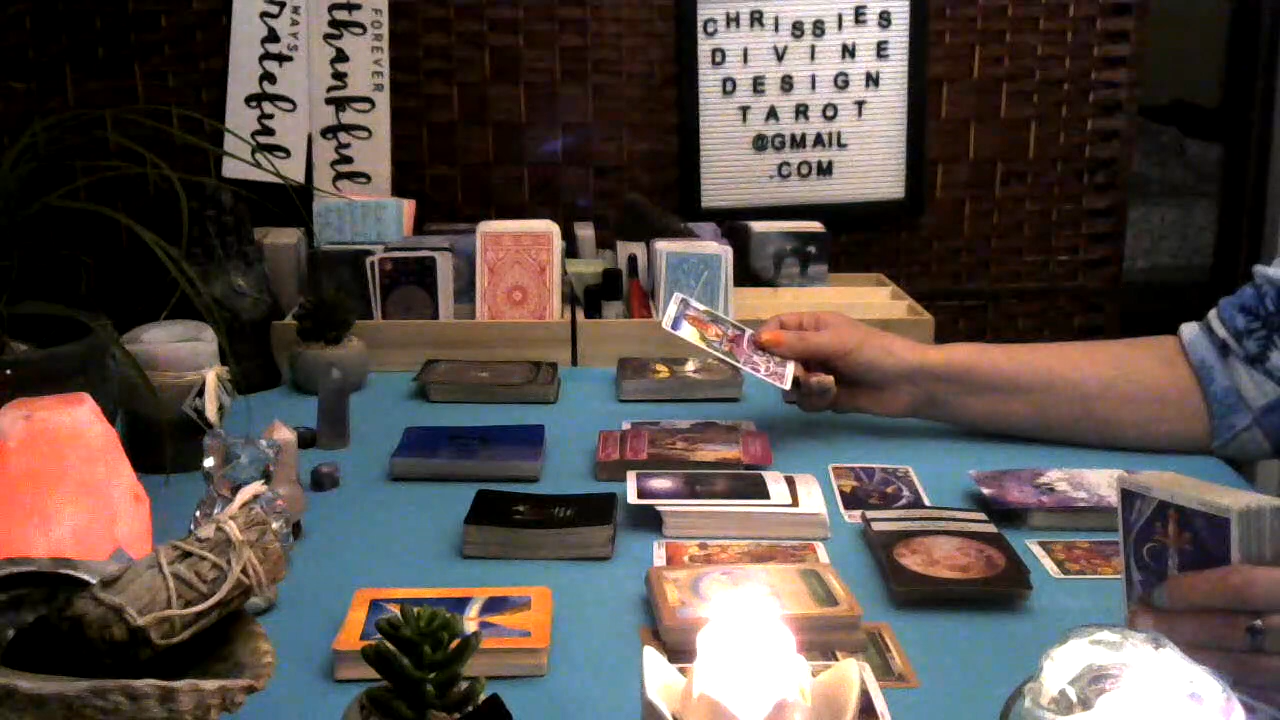 ALWAYS
grateful
FOREVER
thankful
CHRISSIES
DIVINE
DESIGN
TAROT
@GMAIL
.COM